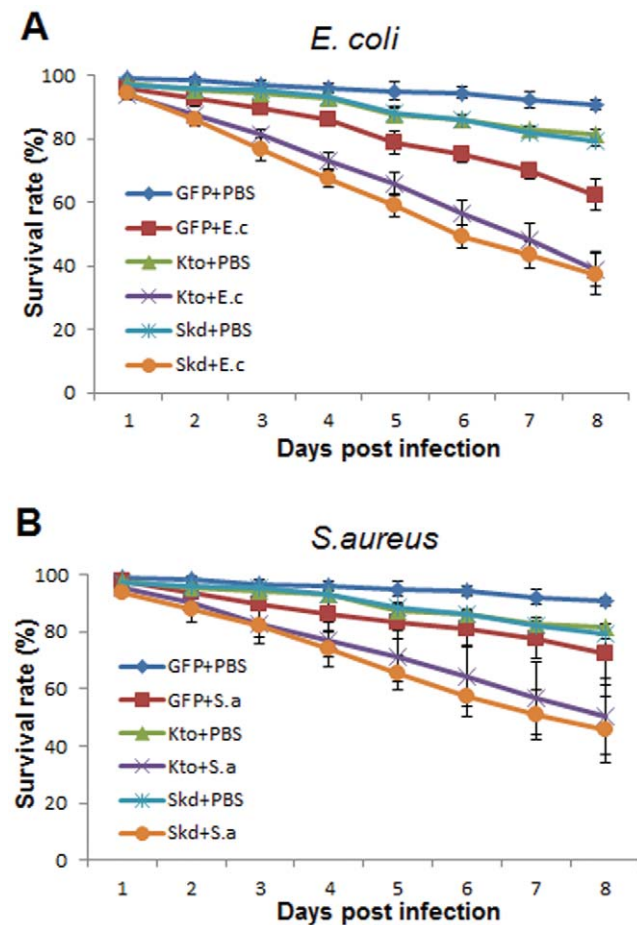 A
E. coli
Survival rate (%)
100
80
60
40
20
0
GFP+PBS
GFP+E.c
Kto+PBS
Kto+E.c
Skd+PBS
Skd+E.c
1 2 3 4 5 6 7 8
Days post infection
B
S.aureus
Survival rate (%)
100
80
60
40
20
0
GFP+PBS
GFP+S.a
Kto+PBS
Kto+S.a
Skd+PBS
Skd+S.a
1 2 3 4 5 6 7 8
Days post infection